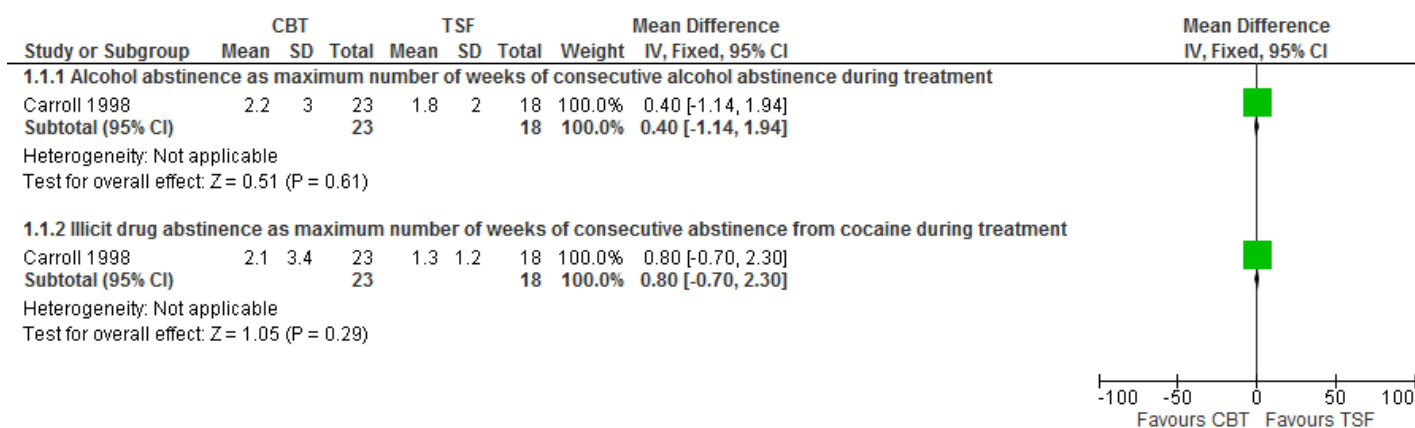 CBT TSF Mean Difference Mean Difference
Study or Subgroup Mean SD Total Mean SD Total Weight IV, Fixed, 95% CI IV, Fixed, 95% CI
1.1.1 Alcohol abstinence as maximum number of weeks of consecutive alcohol abstinence during treatment
Carroll 1998 2.2 3 23 1.8 2 18 100.0% 0.40 [-1.14, 1.94]
Subtotal (95% CI) 23 18 100.0% 0.40 [-1.14, 1.94]
Heterogeneity: Not applicable
Test for overall effect: Z = 0.51 (P = 0.61)
1.1.2 Illicit drug abstinence as maximum number of weeks of consecutive abstinence from cocaine during treatment
Carroll 1998 2.1 3.4 23 1.3 1.2 18 100.0% 0.80 [-0.70, 2.30]
Subtotal (95% CI) 23 18 100.0% 0.80 [-0.70, 2.30]
Heterogeneity: Not applicable
Test for overall effect: Z = 1.05 (P = 0.29)
-100 -50 0 50 100
Favours CBT Favours TSF